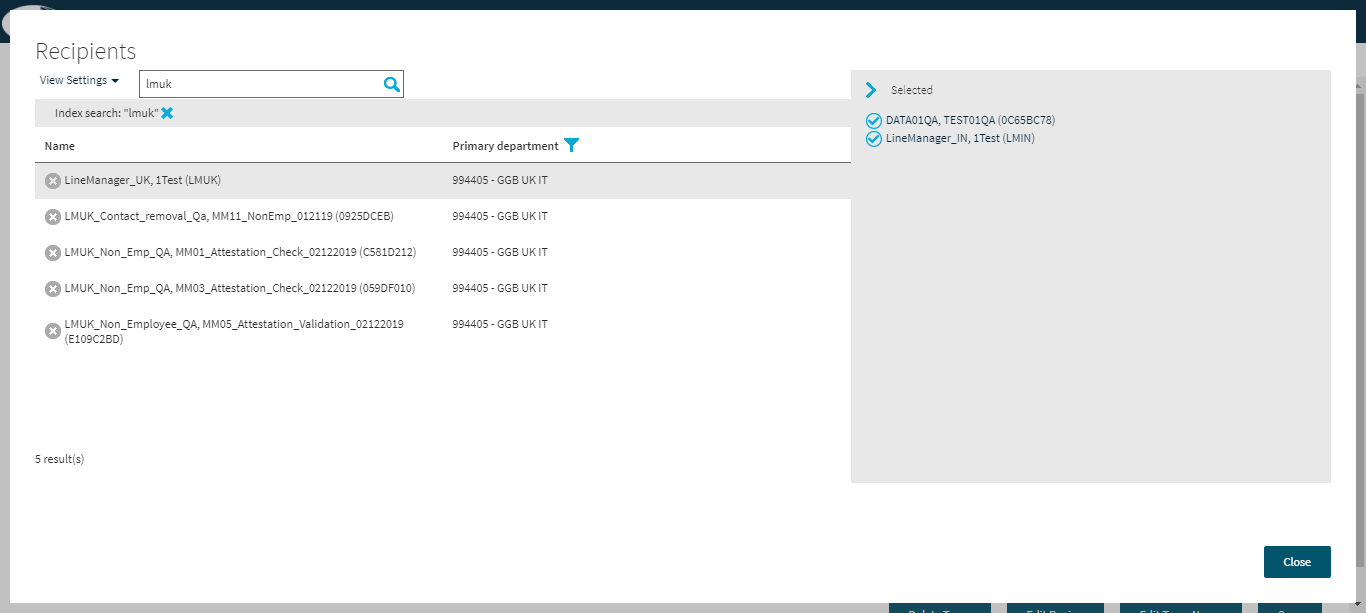 Recipients
View Settings
lmuk
Index search: "lmuk"
Name Primary department
LineManager_UK, 1Test (LMUK) 994405 - GGB UK IT
LMUK_Contact_removal_Qa, MM11_NonEmp_012119 (0925DCEB) 994405 - GGB UK IT
LMUK_Non_Emp_QA, MM01_Attestation_Check_02122019 (C581D212) 994405 - GGB UK IT
LMUK_Non_Emp_QA, MM03_Attestation_Check_02122019 (059DF010) 994405 - GGB UK IT
LMUK_Non_Employee_QA, MM05_Attestation_Validation_02122019 994405 - GGB UK IT
(E109C2BD)
5 result(s)
Selected
DATA01QA, TEST01QA (0C65BC78)
LineManager_IN, 1Test (LMIN)
Close